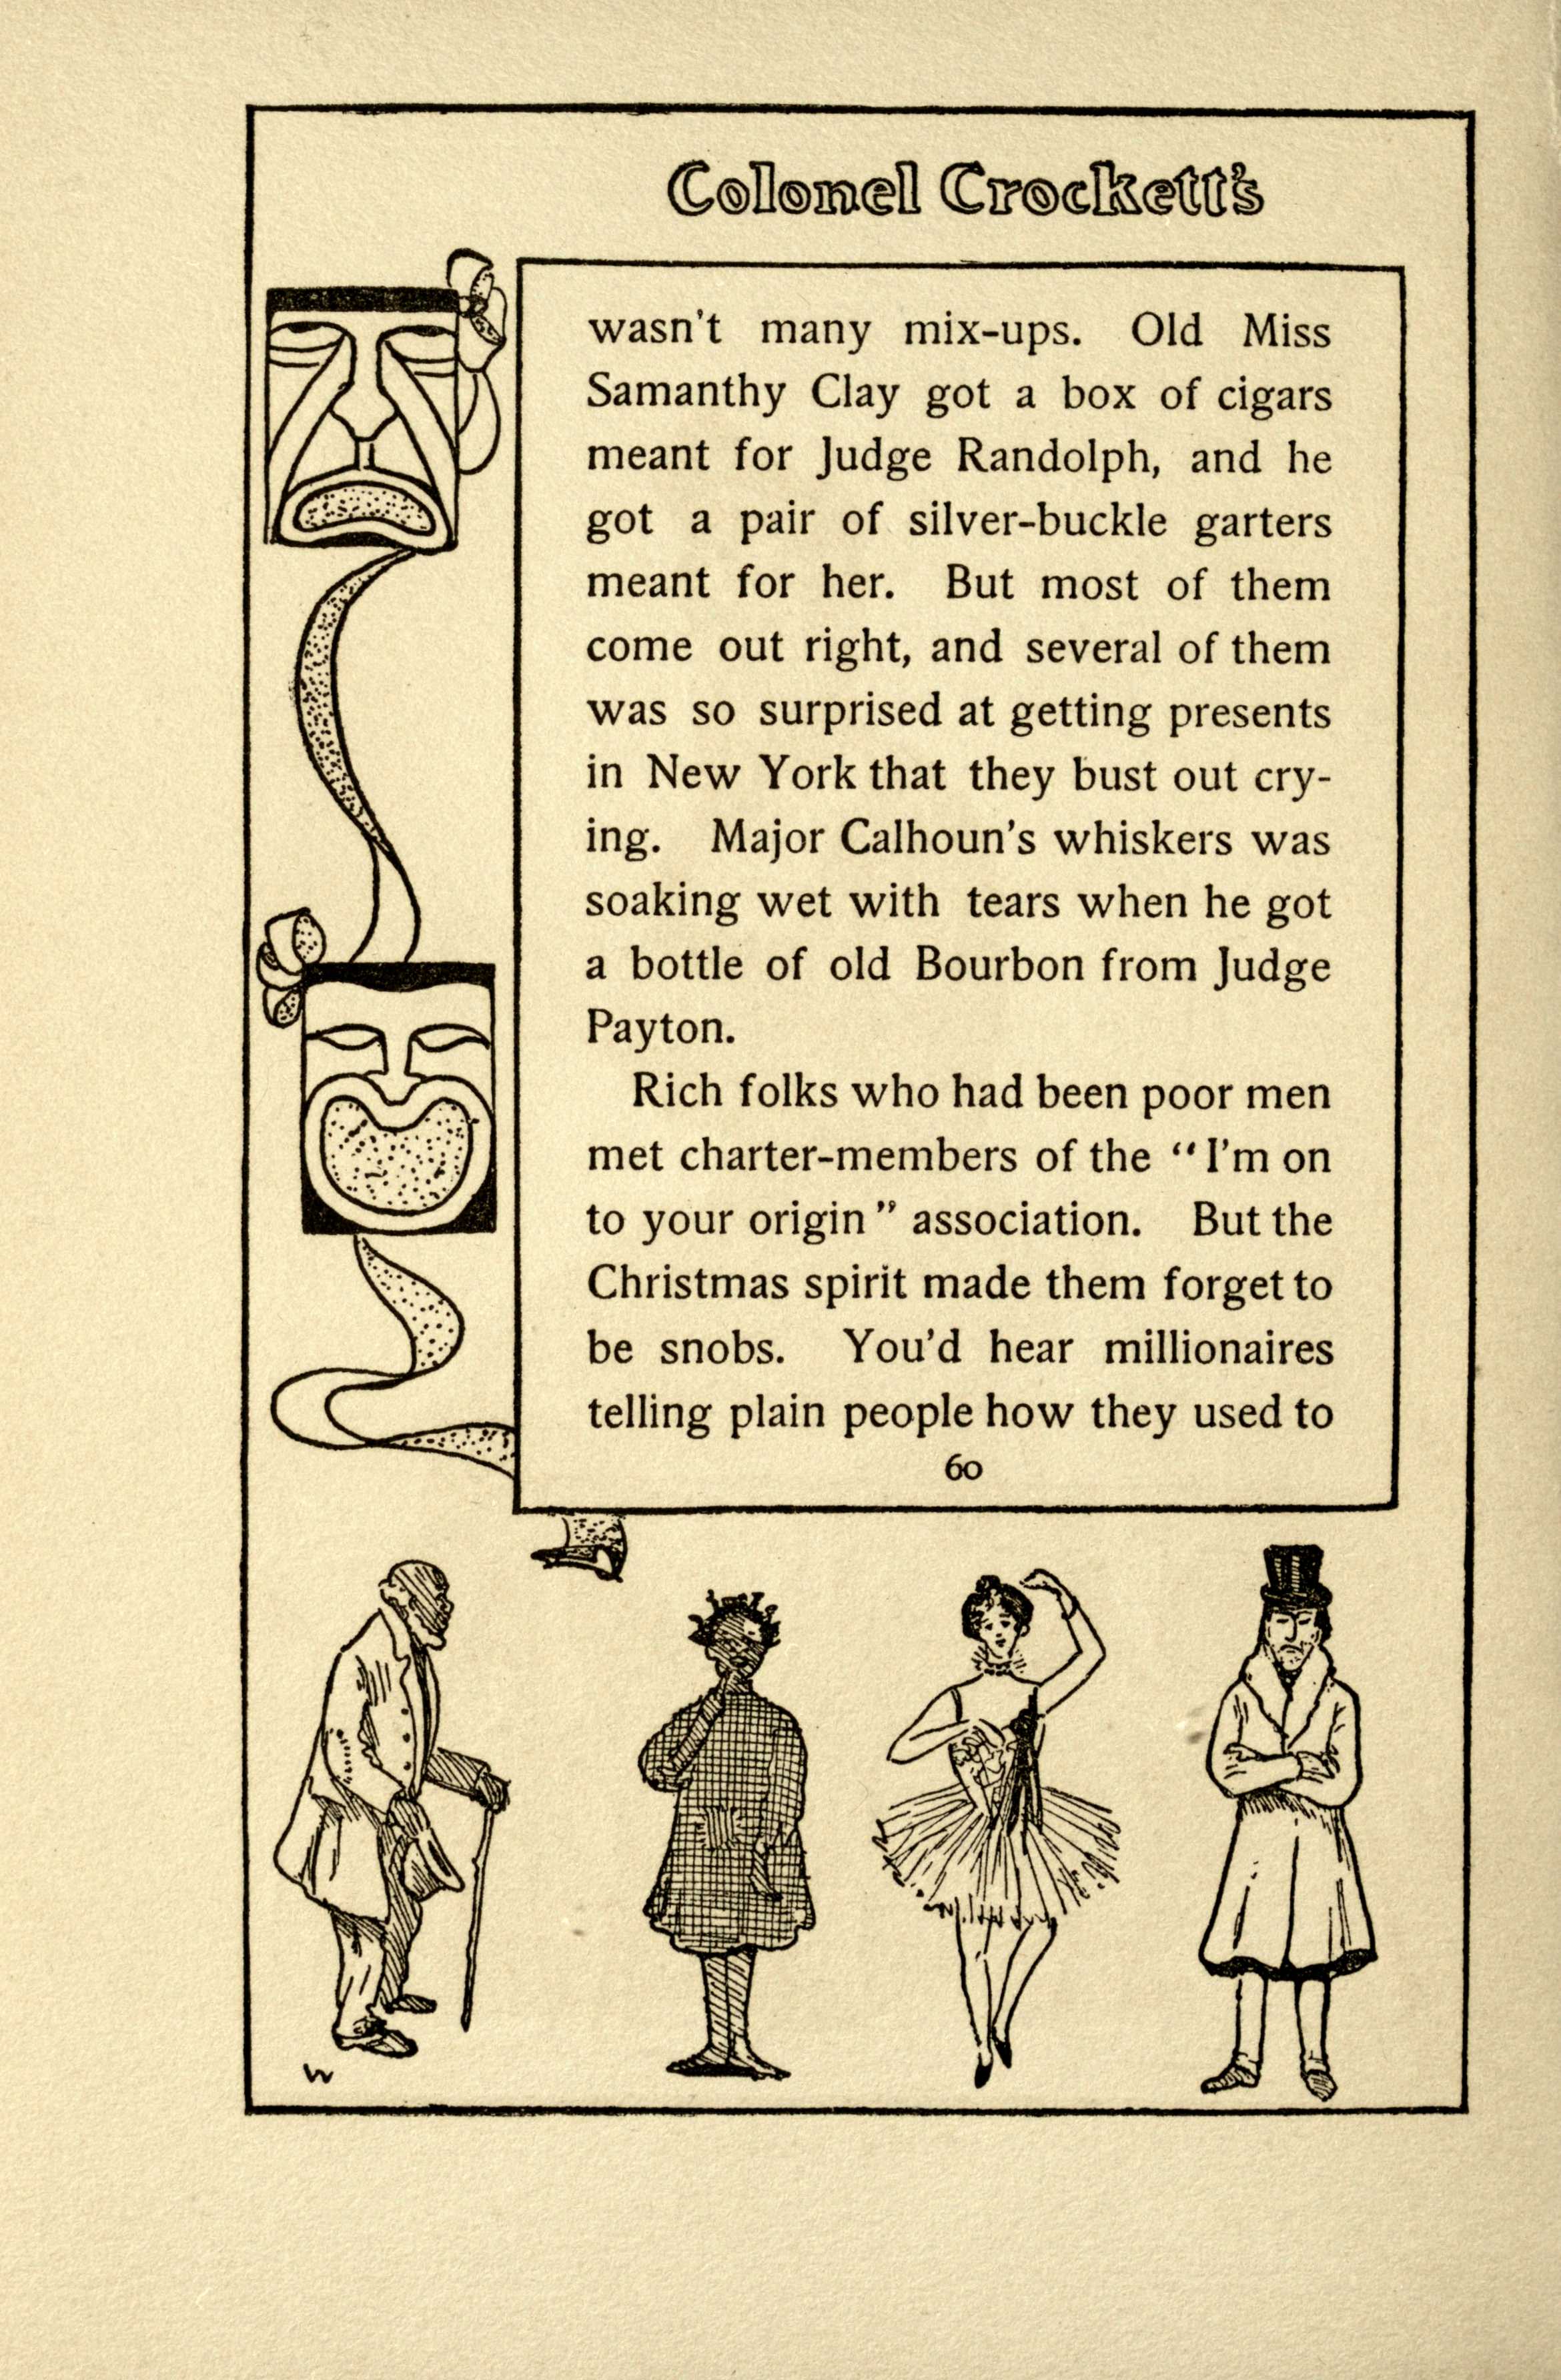 Colonel Crockett's
wasn't many mix-ups. Old Miss
Samanthy Clay got a box of cigars
meant for Judge Randolph, and he
got a pair of silver-buckle garters
meant for her. But most of them
come out right, and several of them
was so surprised at getting presents
in New York that they bust out cry-
ing. Major Calhoun's whiskers was
soaking wet with tears when he got
a bottle of old Bourbon from Judge
Payton.
Rich folks who had been poor men
met charter-members of the "I'm on
to your origin" association. But the
Christmas spirit made them forget to
be snobs. You'd hear millionaires
telling plain people how they used to
60
W